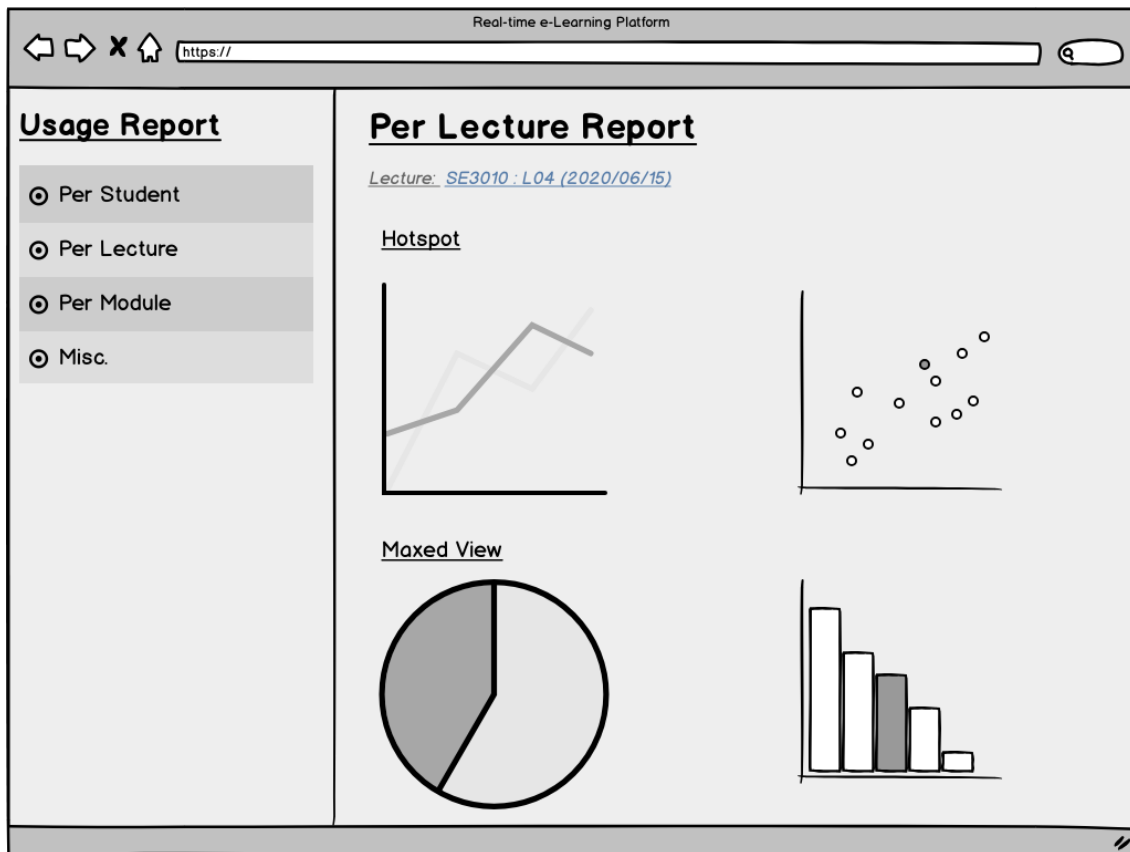 Real-time e-Learning Platform
https://
Usage Report
Per Student
Per Lecture
Per Module
Misc.
Per Lecture Report
Lecture: SE3010 : L04 (2020/06/15)
Hotspot
Maxed View